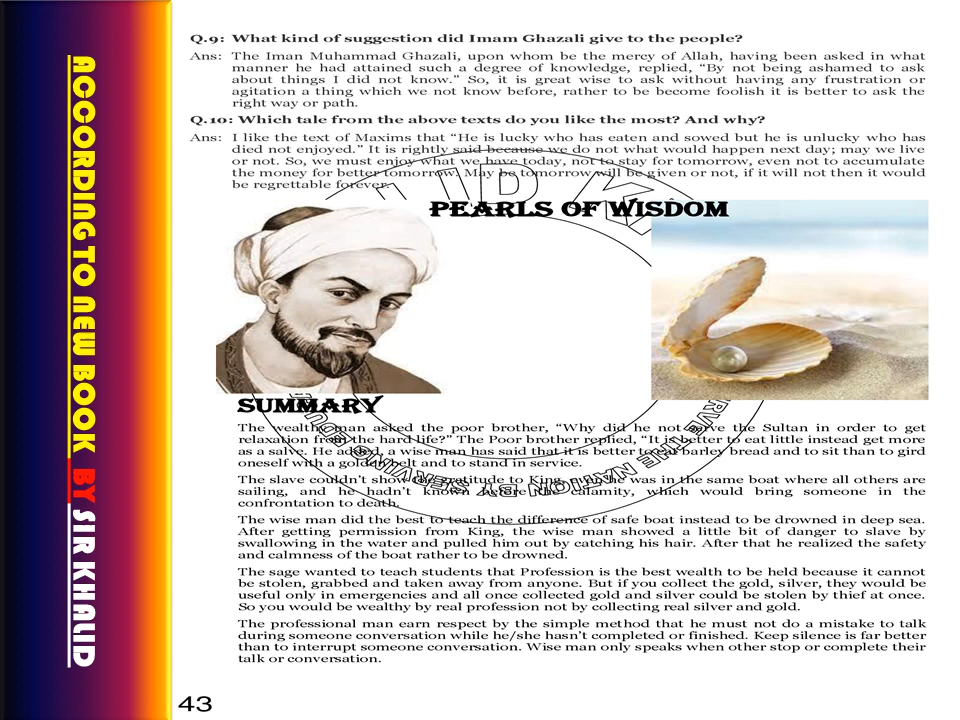 ACCORDING TO NEW BOOK BY SIR KHALID
Q.9: What kind of suggestion did Imam Ghazali give to the people?
Ans: The Iman Muhammad Ghazali, upon whom be the mercy of Allah, having been asked in what
manner he had attained such a degree of knowledge, replied, "By not being ashamed to ask
about things I did not know." So, it is great wise to ask without having any frustration or
agitation a thing which we not know before, rather to be become foolish it is better to ask the
right way or path.
Q.10: Which tale from the above texts do you like the most? And why?
Ans: I like the text of Maxims that "He is lucky who has eaten and sowed but he is unlucky who has
died not enjoyed." It is rightly said because we do not what would happen next day; may we live
or not. So, we must enjoy what we have today, not to stay for tomorrow, even not to accumulate
the money for better tomorrow. May be tomorrow will be given or not, if it will not then it would
be regrettable forever.
PEARLS OF WISDOM
SUMMARY
The wealthy man asked the poor brother, "Why did he not serve the Sultan in order to get
relaxation from the hard life?" The Poor brother replied, "It is better to eat little instead get more
as a salve. He added, a wise man has said that it is better to eat barley bread and to sit than to gird
oneself with a golden belt and to stand in service.
The slave couldn't show the gratitude to King, until he was in the same boat where all others are
sailing, and he hadn't known before the calamity, which would bring someone in the
confrontation to death.
The wise man did the best to teach the difference of safe boat instead to be drowned in deep sea.
After getting permission from King, the wise man showed a little bit of danger to slave by
swallowing in the water and pulled him out by catching his hair. After that he realized the safety
and calmness of the boat rather to be drowned.
The sage wanted to teach students that Profession is the best wealth to be held because it cannot
be stolen, grabbed and taken away from anyone. But if you collect the gold, silver, they would be
useful only in emergencies and all once collected gold and silver could be stolen by thief at once.
So you would be wealthy by real profession not by collecting real silver and gold.
The professional man earn respect by the simple method that he must not do a mistake to talk
during someone conversation while he/she hasn't completed or finished. Keep silence is far better
than to interrupt someone conversation. Wise man only speaks when other stop or complete their
talk or conversation.
THE NATION BY SERVING
43